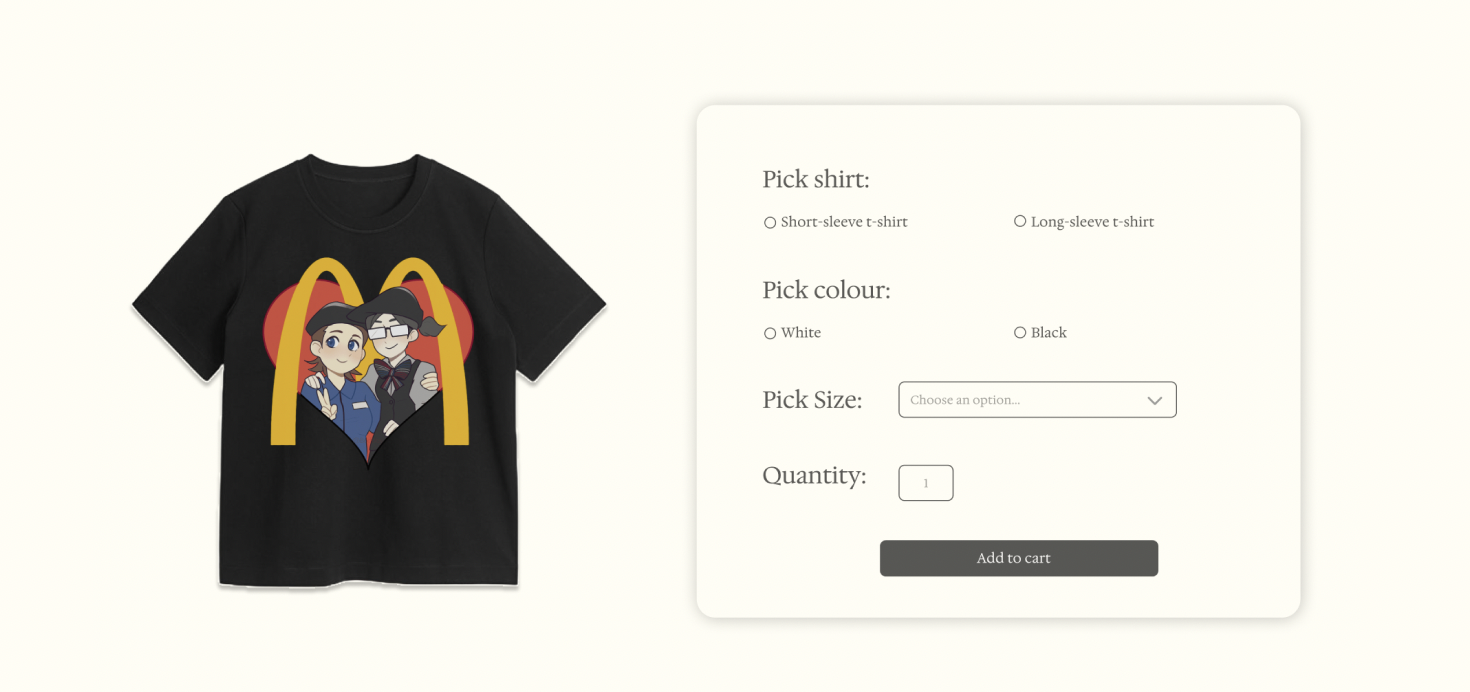 Pick shirt:
Short-sleeve t-shirt
Long-sleeve t-shirt
Pick colour:
White
Black
Pick Size:
Choose an option...
Quantity:
1
Add to cart